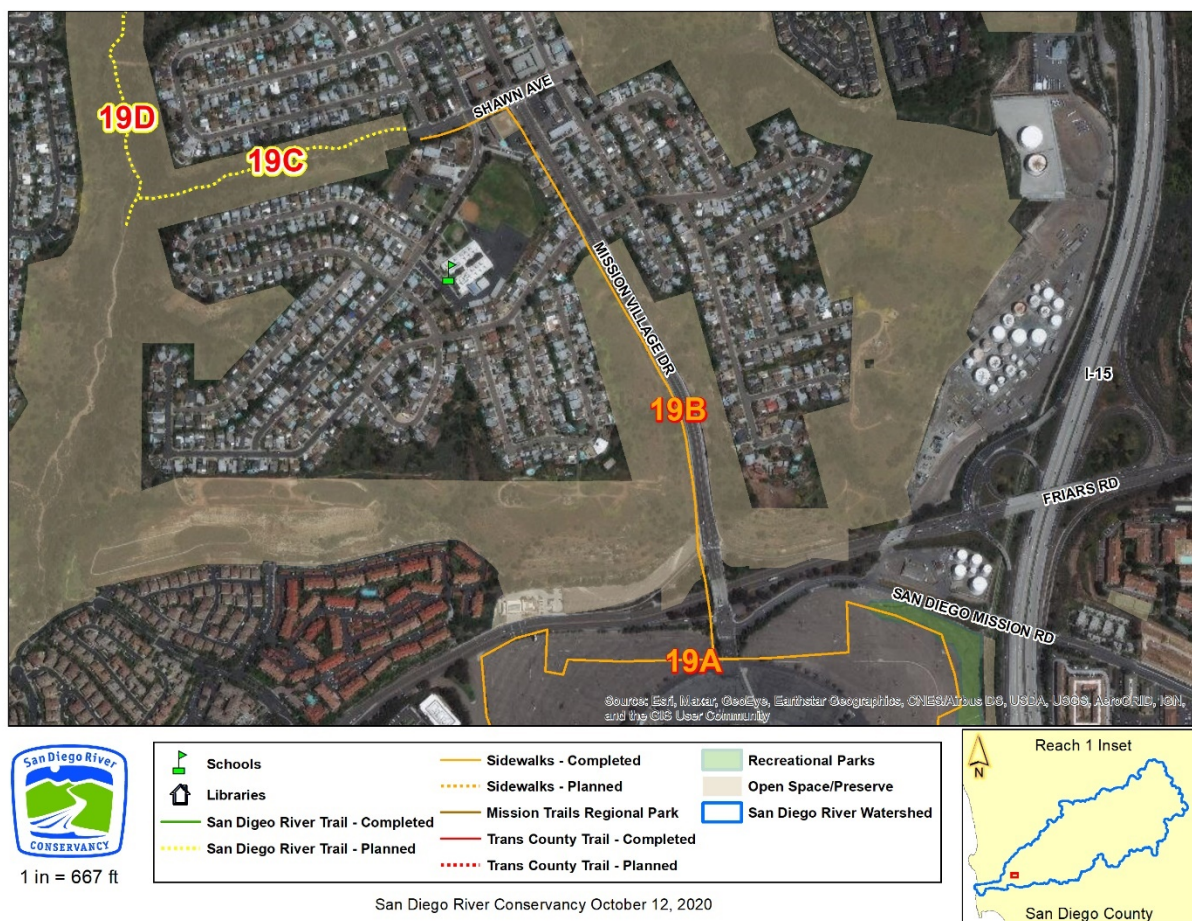 SHAWN AVE
19D
19C
MISSION VILLAGE DR
I-15
19B
FRIARS RD
SAN DIEGO MISSION RD
19A
Source: Esri, Maxar, GeoEye, Earthstar Geographics, CNES/Airbus DS, USDA, USGS, AeroGRID, IGN,
and the GIS User Community
San Diego River
CONSERVANCY
1 in = 667 ft
Schools
Libraries
San Digeo River Trail - Completed
San Diego River Trail - Planned
Sidewalks - Completed
Sidewalks - Planned
Mission Trails Regional Park
Trans County Trail - Completed
Trans County Trail - Planned
Recreational Parks
Open Space/Preserve
San Diego River Watershed
Reach 1 Inset
N
San Diego County
San Diego River Conservancy October 12, 2020